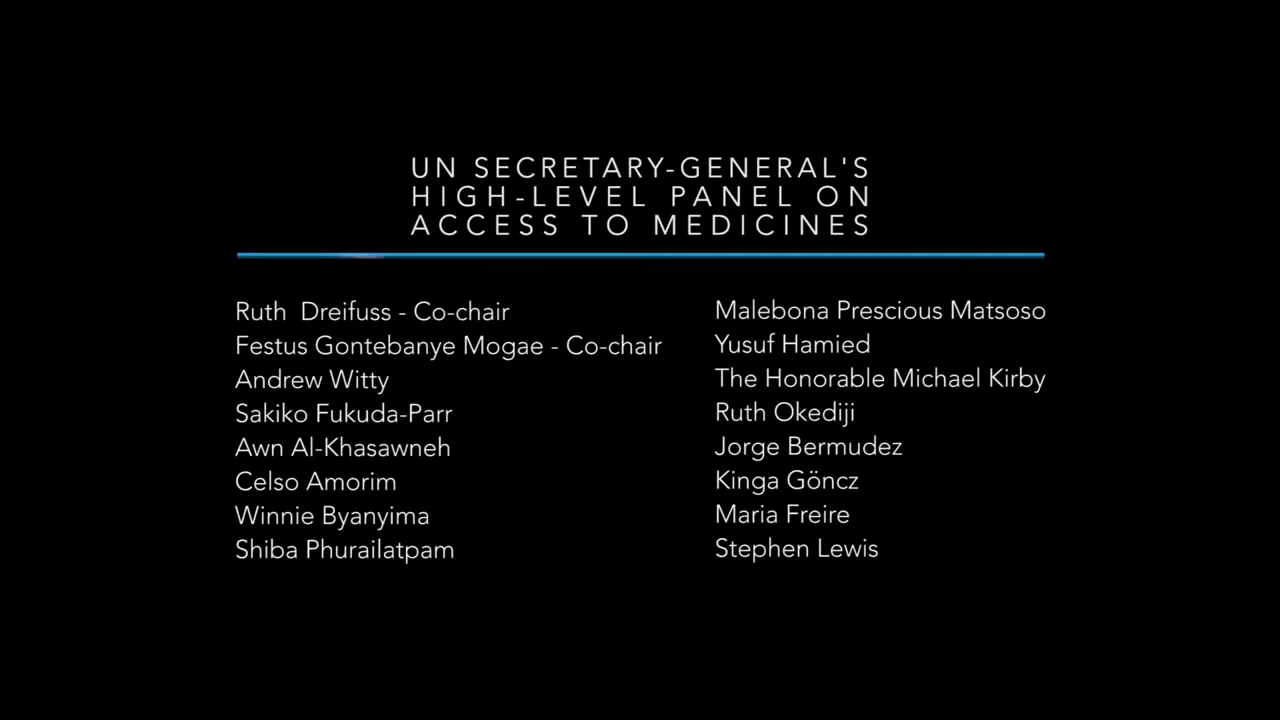 UN SECRETARY-GENERAL'S
HIGH-LEVEL PANEL ON
ACCESS TO MEDICINES
Ruth Dreifuss - Co-chair
Festus Gontebanye Mogae - Co-chair
Andrew Witty
Sakiko Fukuda-Parr
Awn Al-Khasawneh
Celso Amorim
Winnie Byanyima
Shiba Phurailatpam
Malebona Prescious Matsoso
Yusuf Hamied
The Honorable Michael Kirby
Ruth Okediji
Jorge Bermudez
Kinga Göncz
Maria Freire
Stephen Lewis